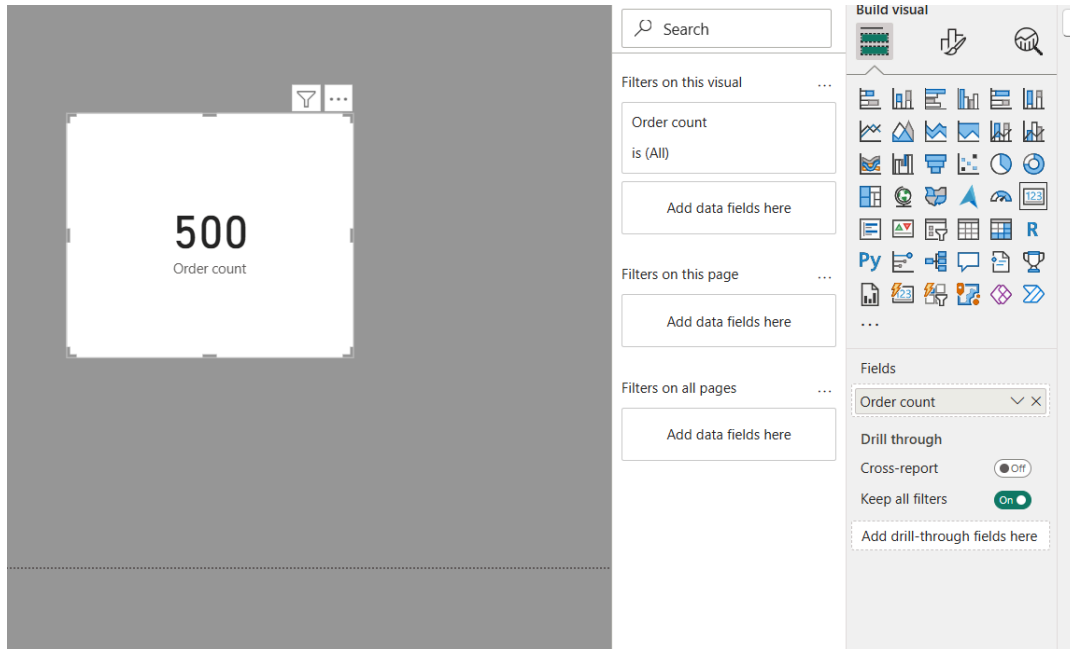 Build visual
Search
Filters on this visual
...
Order count
is (All)
Add data fields here
Filters on this page
...
Add data fields here
Filters on all pages
...
Add data fields here
500
Order count
123
R
Py
123
...
Fields
Order count
Drill through
Cross-report
Off
Keep all filters
On
Add drill-through fields here